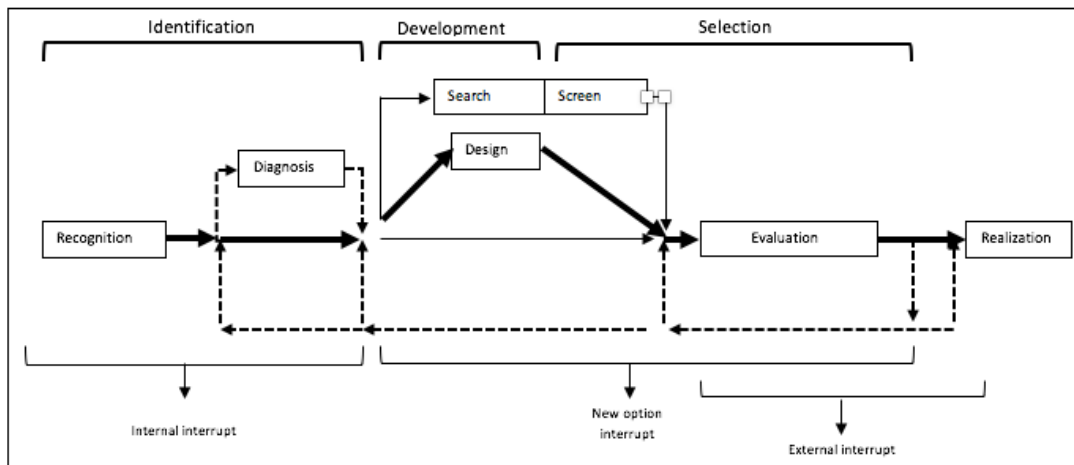 Identification
Development
Selection
Search
Screen
Design
Diagnosis
Recognition
Evaluation
Realization
Internal interrupt
New option
interrupt
External interrupt